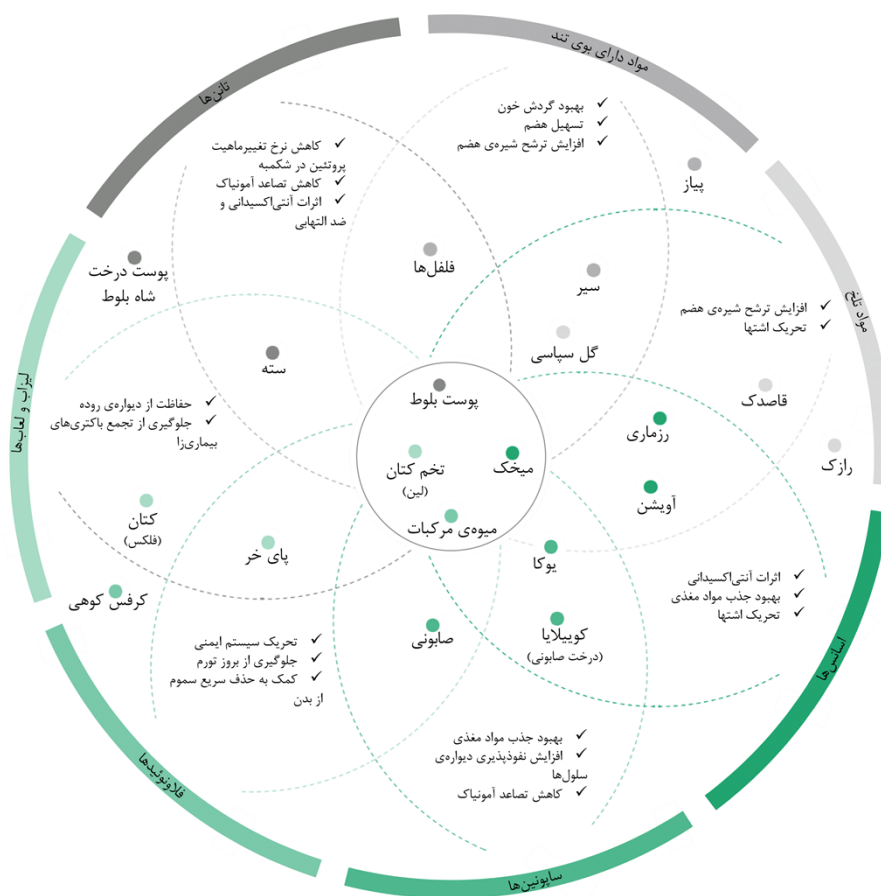 مواد دارای بوی تند
تانن‌ها
✓ بهبود گردش خون
✓ تسهیل هضم
✓ افزایش ترشح شیره‌ی هضم
✓ کاهش نرخ تغییرماهیت
پروتئین در شکمبه
✓ کاهش تصاعد آمونیاک
✓ اثرات آنتی‌اکسیدانی و
ضد التهابی
پیاز
مواد تلخ
پوست درخت
شاه بلوط
فلفل‌ها
سیر
✓ افزایش ترشح شیره‌ی هضم
✓ تحریک اشتها
گل سپاسی
سته
قاصدک
لیزاب و لعاب‌ها
✓ حفاظت از دیواره‌ی روده
✓ جلوگیری از تجمع باکتری‌های
بیماری‌زا
پوست بلوط
رزماری
رازک
میخک
تخم کتان
(لین)
آویشن
میوه‌ی مرکبات
کتان
(فلکس)
پای خر
یوکا
کرفس کوهی
✓ اثرات آنتی‌اکسیدانی
✓ بهبود جذب مواد مغذی
✓ تحریک اشتها
اسانس‌ها
صابونی
کوییلایا
(درخت صابونی)
✓ تحریک سیستم ایمنی
✓ جلوگیری از بروز تورم
✓ کمک به حذف سریع سموم
از بدن
✓ بهبود جذب مواد مغذی
✓ افزایش نفوذپذیری دیواره‌ی
سلول‌ها
✓ کاهش تصاعد آمونیاک
فلاونوئیدها
ساپونین‌ها